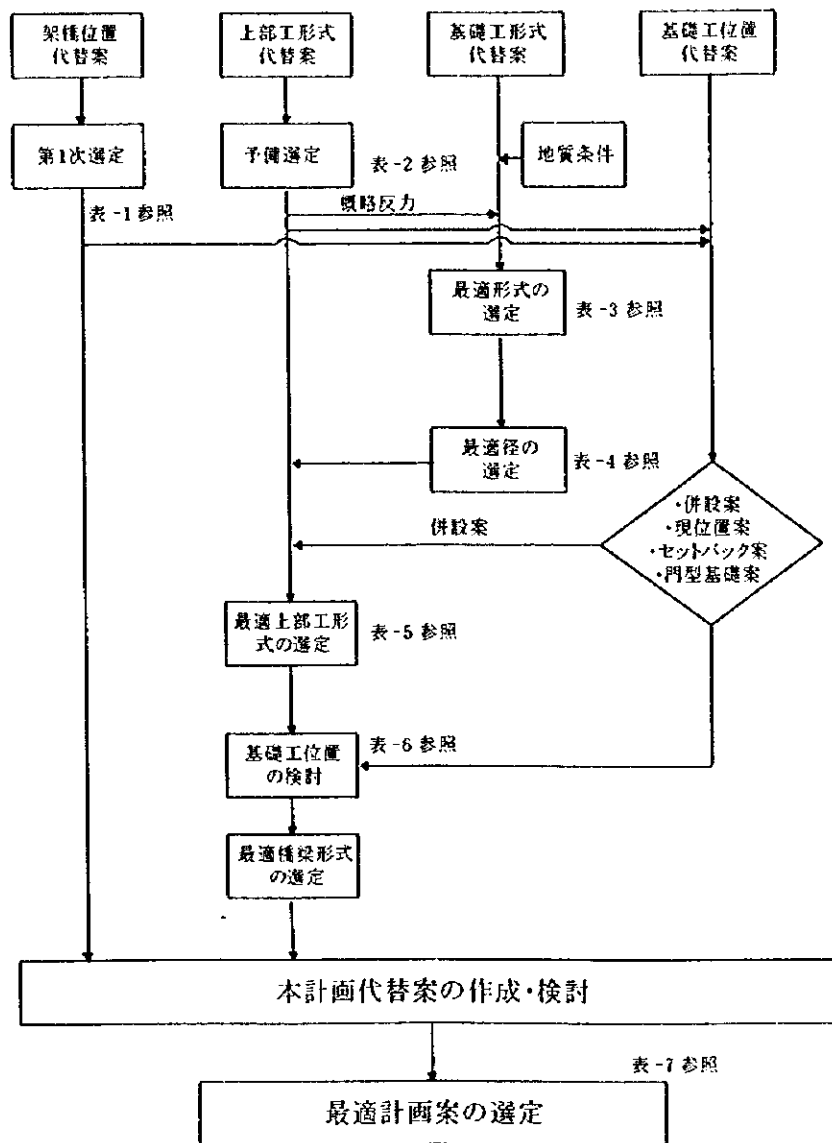 架橋位置
代替案
上部工形式
代替案
基礎工形式
代替案
基礎工位置
代替案
第1次選定
予備選定
表-2 参照
地質条件
表-1 参照
概略反力
最適形式の
選定
表-3 参照
最適径の
選定
表-4 参照
・併設案
・現位置案
・セットバック案
・門型基礎案
併設案
最適上部工形
式の選定
表-5 参照
基礎工位置
の検討
表-6 参照
最適橋梁形式
の選定
本計画代替案の作成・検討
表-7 参照
最適計画案の選定